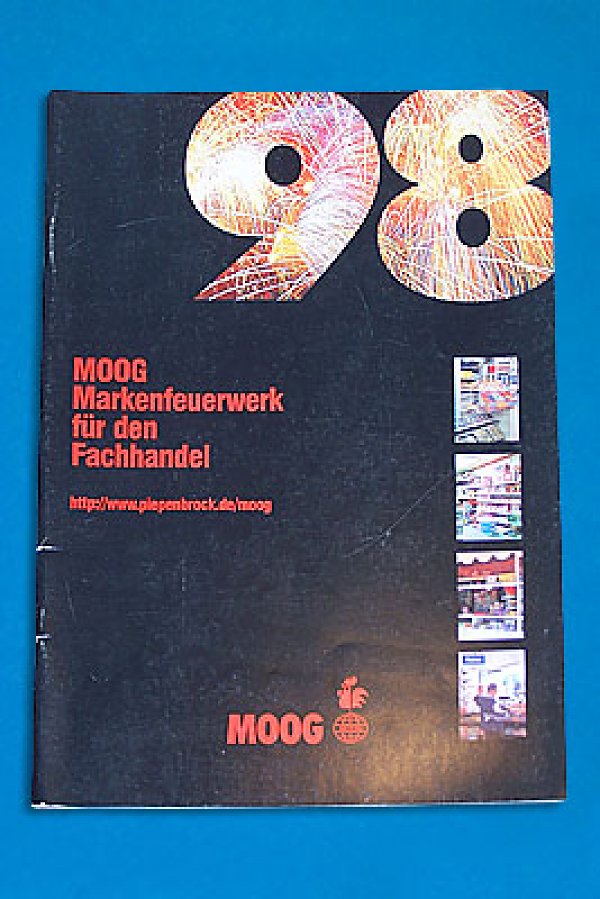 98
MOOG
Markenfeuerwerk
für den
Fachhandel
http://www.piepenbrock.de/moog
MOOG